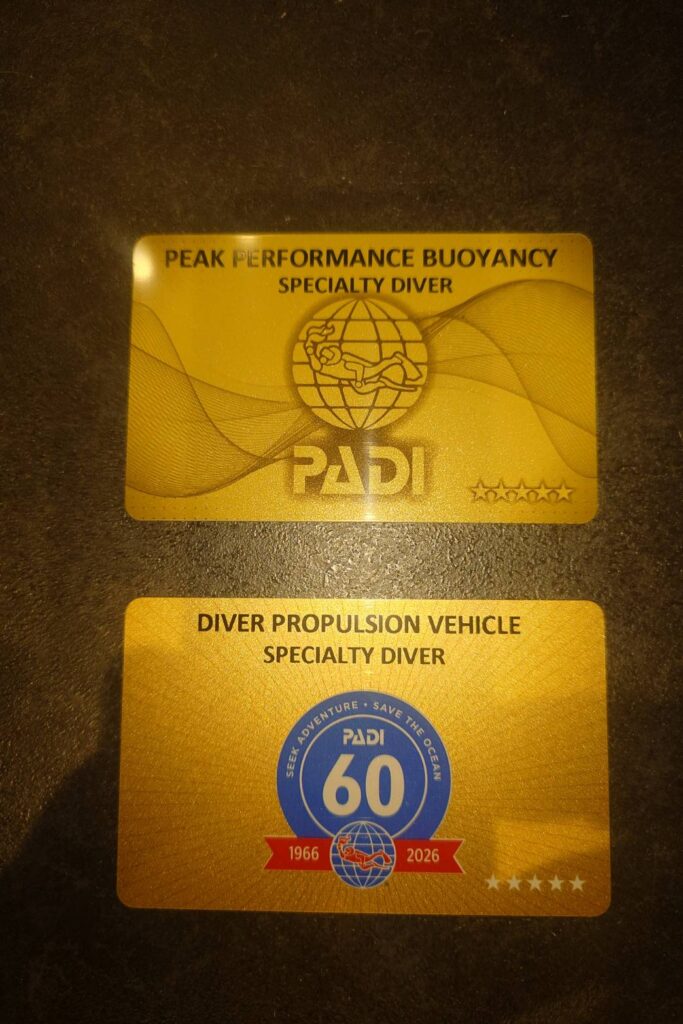 PEAK PERFORMANCE BUOYANCY
SPECIALTY DIVER
PADI
DIVER PROPULSION VEHICLE
SPECIALTY DIVER
SEEK ADVENTURE • SAVE THE OCEAN
PADI
60
1966 2026